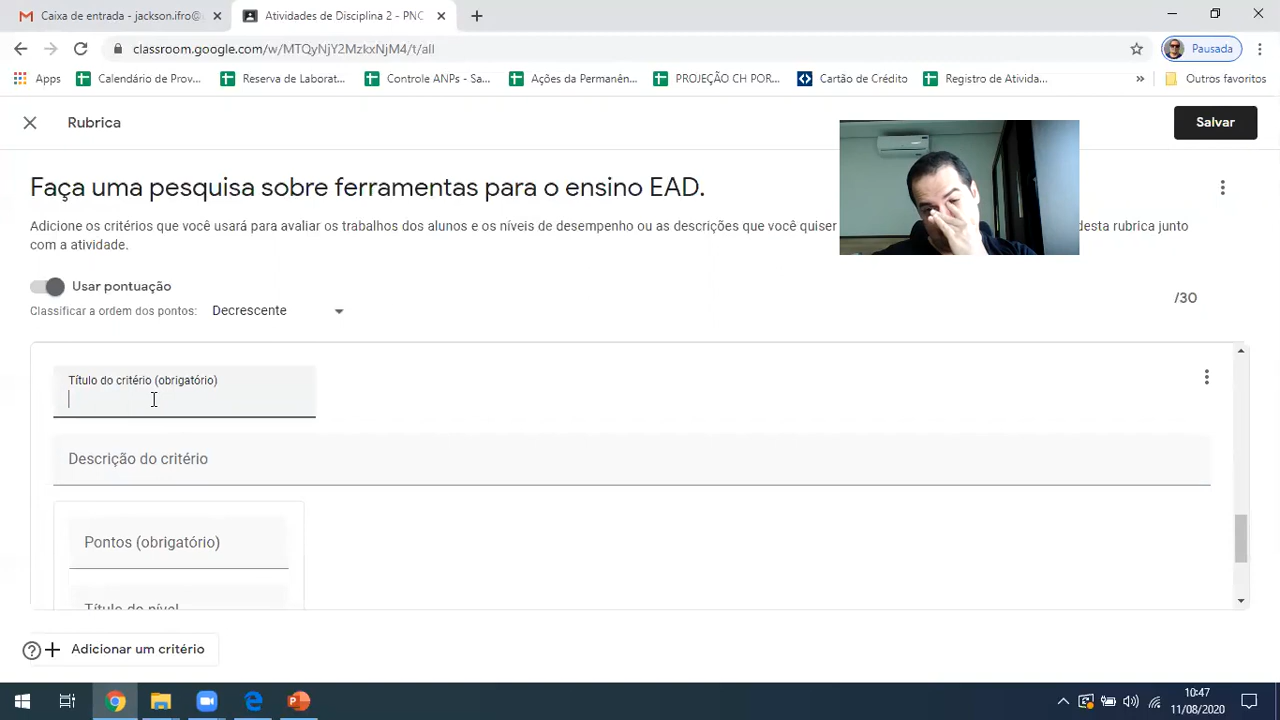 Caixa de entrada - jackson.ifro@
Atividades de Disciplina 2 - PNC
classroom.google.com/w/MTQyNjY2MzkxNjM4/t/all
Pausada
Apps
Calendário de Prov...
Reserva de Laborat...
Controle ANPs - Sa...
Ações da Permanên...
PROJEÇÃO CH POR...
Cartão de Crédito
Registro de Ativida...
»
Outros favoritos
Rubrica
Salvar
Faça uma pesquisa sobre ferramentas para o ensino EAD.
Adicione os critérios que você usará para avaliar os trabalhos dos alunos e os níveis de desempenho ou as descrições que você quiser desta rubrica junto
com a atividade.
Usar pontuação
Classificar a ordem dos pontos: Decrescente
/30
Título do critério (obrigatório)
Descrição do critério
Pontos (obrigatório)
Título do nível
Adicionar um critério
10:47
11/08/2020